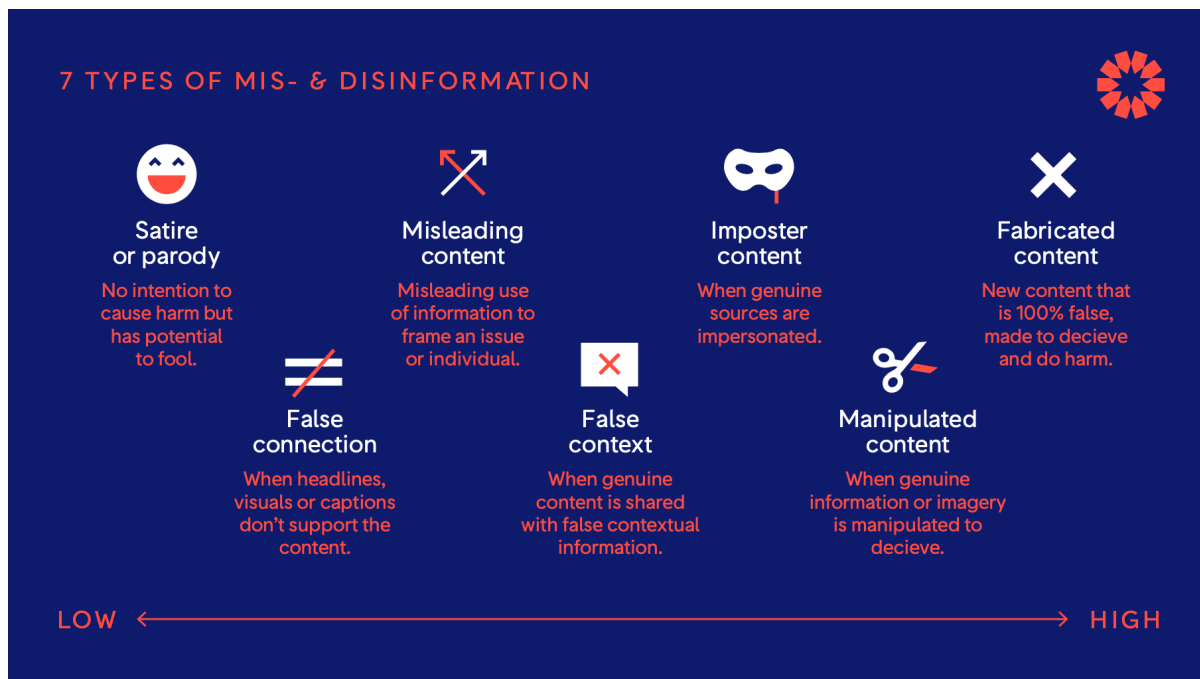 7 TYPES OF MIS- & DISINFORMATION
Satire
or parody
No intention to
cause harm but
has potential
to fool.
False
connection
When headlines,
visuals or captions
don't support the
content.
Misleading
content
Misleading use
of information to
frame an issue
or individual.
False
context
When genuine
content is shared
with false contextual
information.
Imposter
content
When genuine
sources are
impersonated.
Manipulated
content
When genuine
information or imagery
is manipulated to
decieve.
Fabricated
content
New content that
is 100% false,
made to decieve
and do harm.
LOW
HIGH